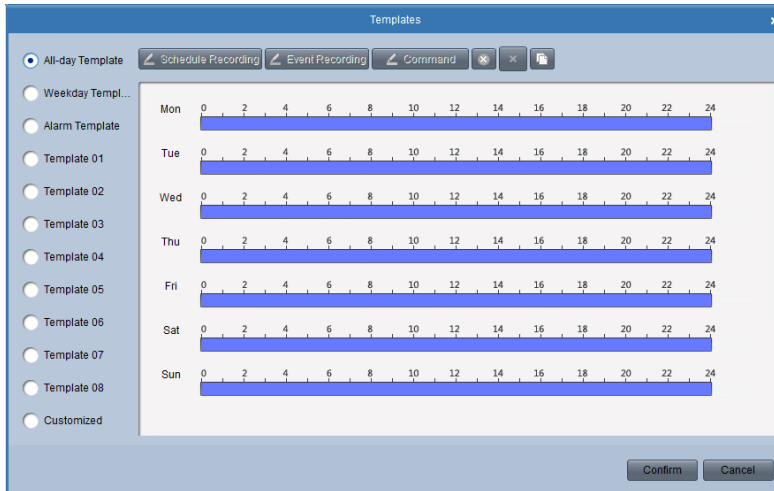 Templates
All-day Template
Schedule Recording Event Recording Command
Weekday Templ...
Alarm Template
Template 01
Template 02
Template 03
Template 04
Template 05
Template 06
Template 07
Template 08
Customized
Mon 0 2 4 6 8 10 12 14 16 18 20 22 24
Tue 0 2 4 6 8 10 12 14 16 18 20 22 24
Wed 0 2 4 6 8 10 12 14 16 18 20 22 24
Thu 0 2 4 6 8 10 12 14 16 18 20 22 24
Fri 0 2 4 6 8 10 12 14 16 18 20 22 24
Sat 0 2 4 6 8 10 12 14 16 18 20 22 24
Sun 0 2 4 6 8 10 12 14 16 18 20 22 24
Confirm Cancel